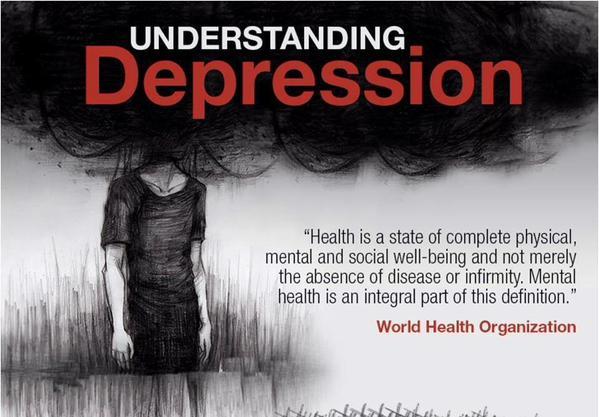 UNDERSTANDING
Depression
“Health is a state of complete physical,
mental and social well-being and not merely
the absence of disease or infirmity. Mental
health is an integral part of this definition.”
World Health Organization